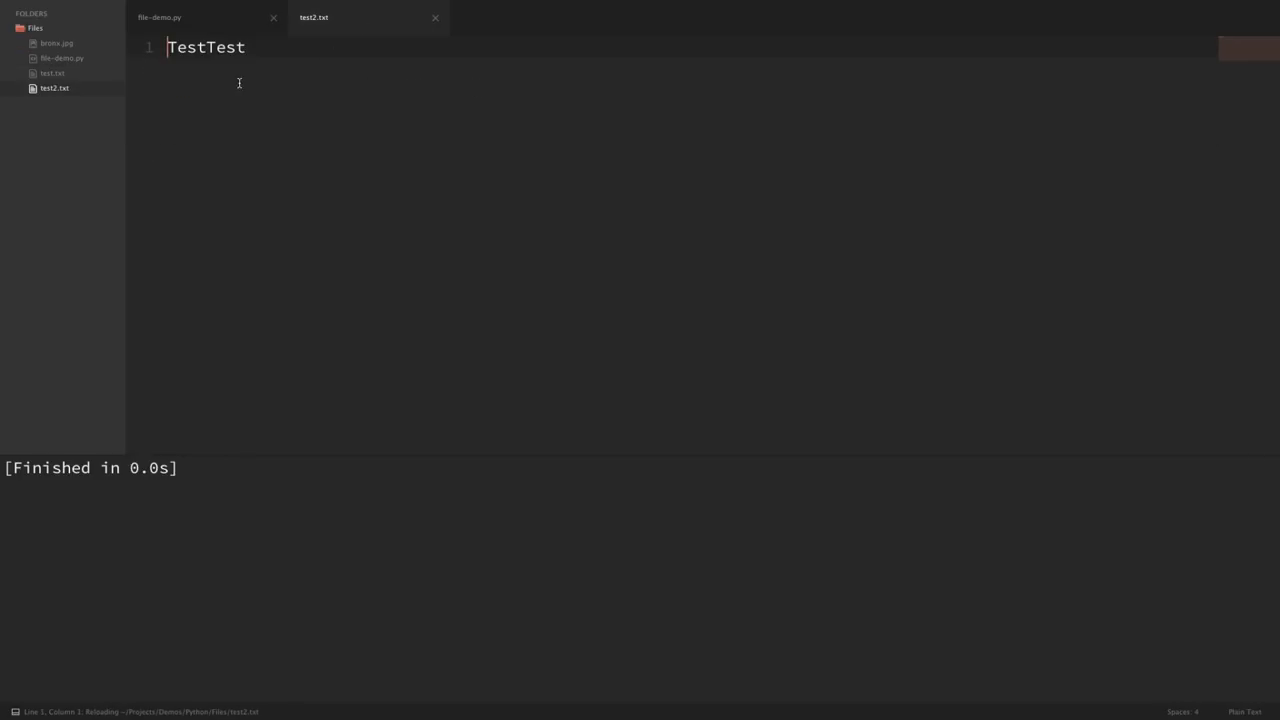 FOLDERS
Files
bronx.jpg
file-demo.py
test.txt
test2.txt
file-demo.py
test2.txt
1 TestTest
[Finished in 0.0s]
Line 1, Column 1, Reloading ~/Projects/Demos/Python/Files/test2.txt
Spaces: 4
Plain Text